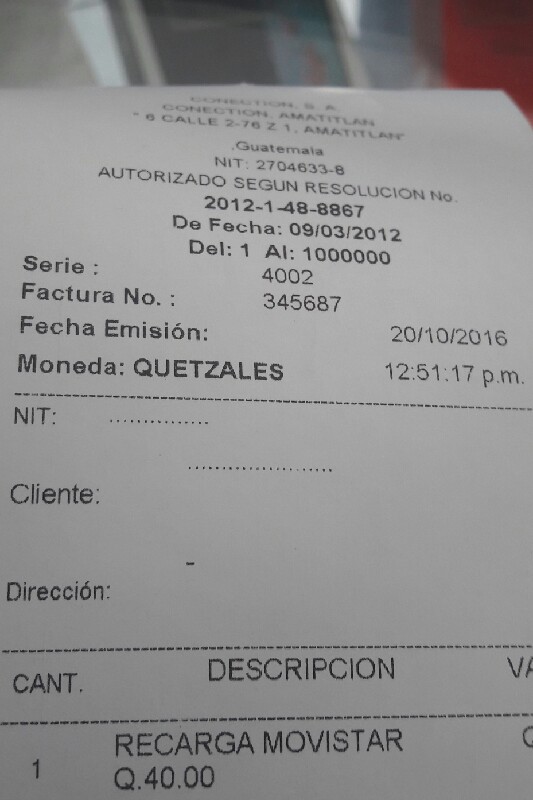 CONECTION, S. A.
CONECTION, AMATITLAN
" 6 CALLE 2-76 Z 1, AMATITLAN"
,Guatemala
NIT: 2704633-8
AUTORIZADO SEGUN RESOLUCION No.
2012-1-48-8867
De Fecha: 09/03/2012
Del: 1 Al: 1000000
Serie : 4002
Factura No. : 345687
Fecha Emisión: 20/10/2016
Moneda: QUETZALES 12:51:17 p.m.
NIT: ...............
.....................
Cliente:
-
Dirección:
CANT. DESCRIPCION VA
1 RECARGA MOVISTAR Q
Q.40.00